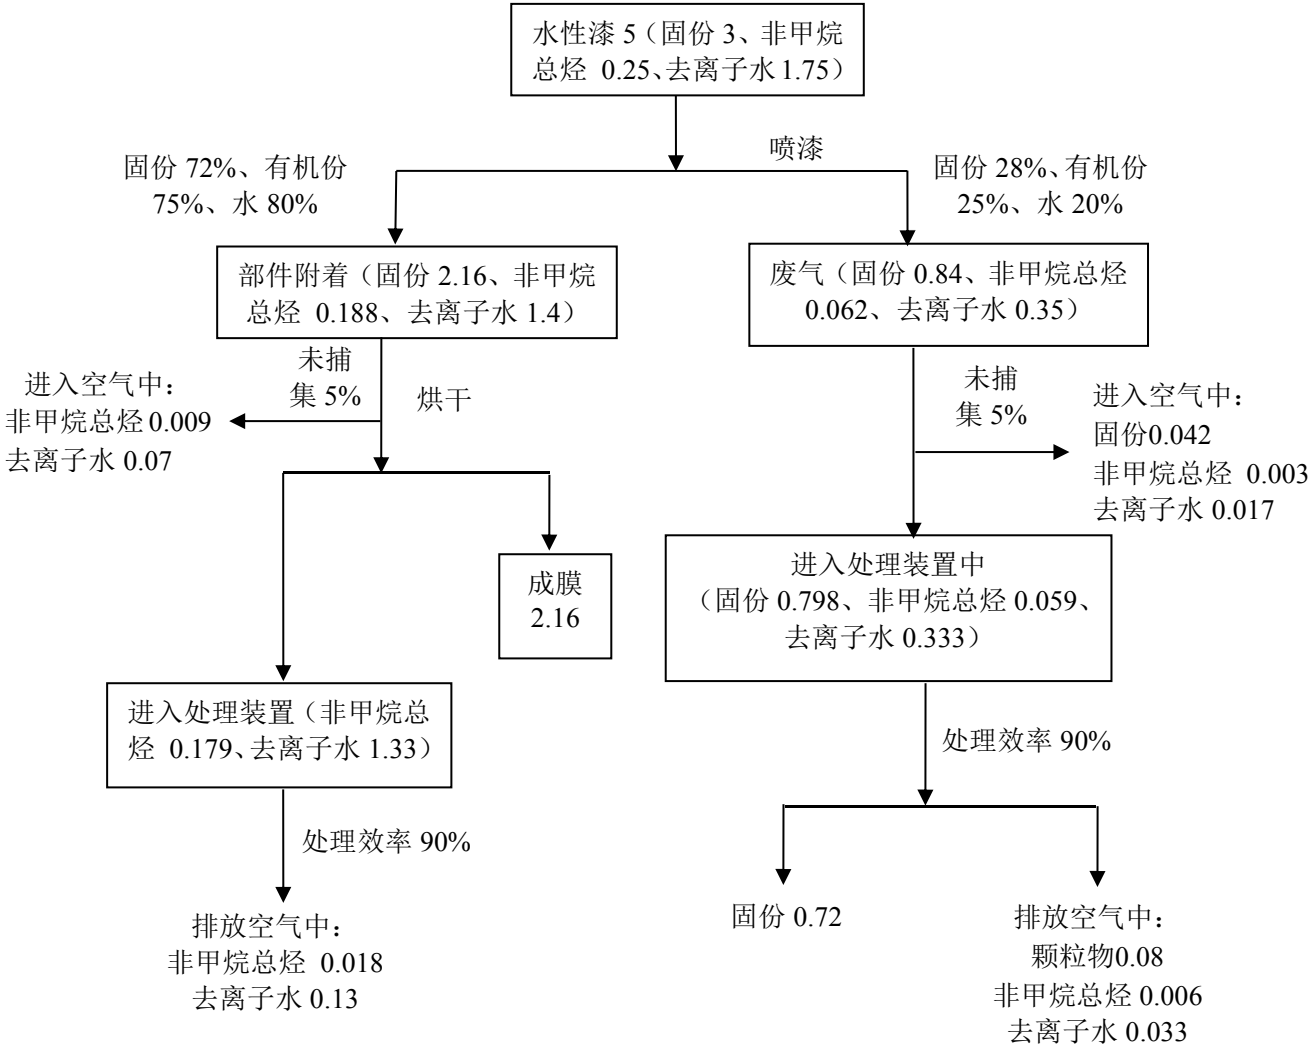 水性漆 5（固份 3、非甲烷
总烃 0.25、去离子水 1.75）
喷漆
固份 72%、有机份
75%、水 80%
固份 28%、有机份
25%、水 20%
部件附着（固份 2.16、非甲烷
总烃 0.188、去离子水 1.4）
废气（固份 0.84、非甲烷总烃
0.062、去离子水 0.35）
未捕
集 5%
烘干
进入空气中：
非甲烷总烃 0.009
去离子水 0.07
未捕
集 5%
进入空气中：
固份0.042
非甲烷总烃 0.003
去离子水 0.017
成膜
2.16
进入处理装置中
（固份 0.798、非甲烷总烃 0.059、
去离子水 0.333）
进入处理装置（非甲烷总
烃 0.179、去离子水 1.33）
处理效率 90%
处理效率 90%
排放空气中：
非甲烷总烃 0.018
去离子水 0.13
固份 0.72
排放空气中：
颗粒物0.08
非甲烷总烃 0.006
去离子水 0.033